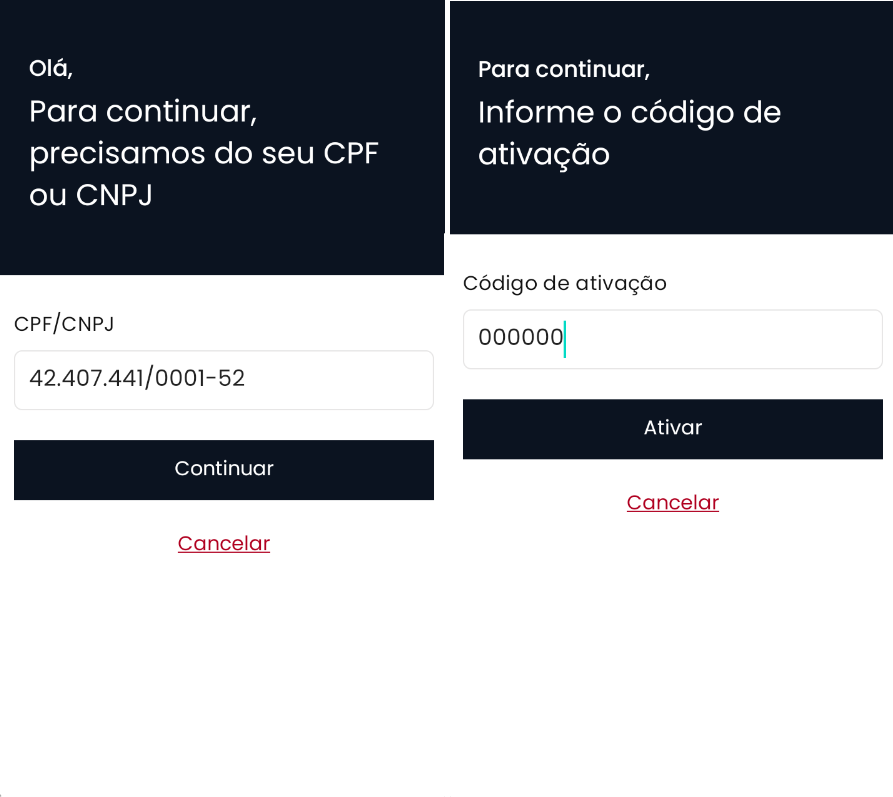 Olá,
Para continuar,
precisamos do seu CPF
ou CNPJ
CPF/CNPJ
42.407.441/0001-52
Continuar
Cancelar
Para continuar,
Informe o código de
ativação
Código de ativação
000000
Ativar
Cancelar